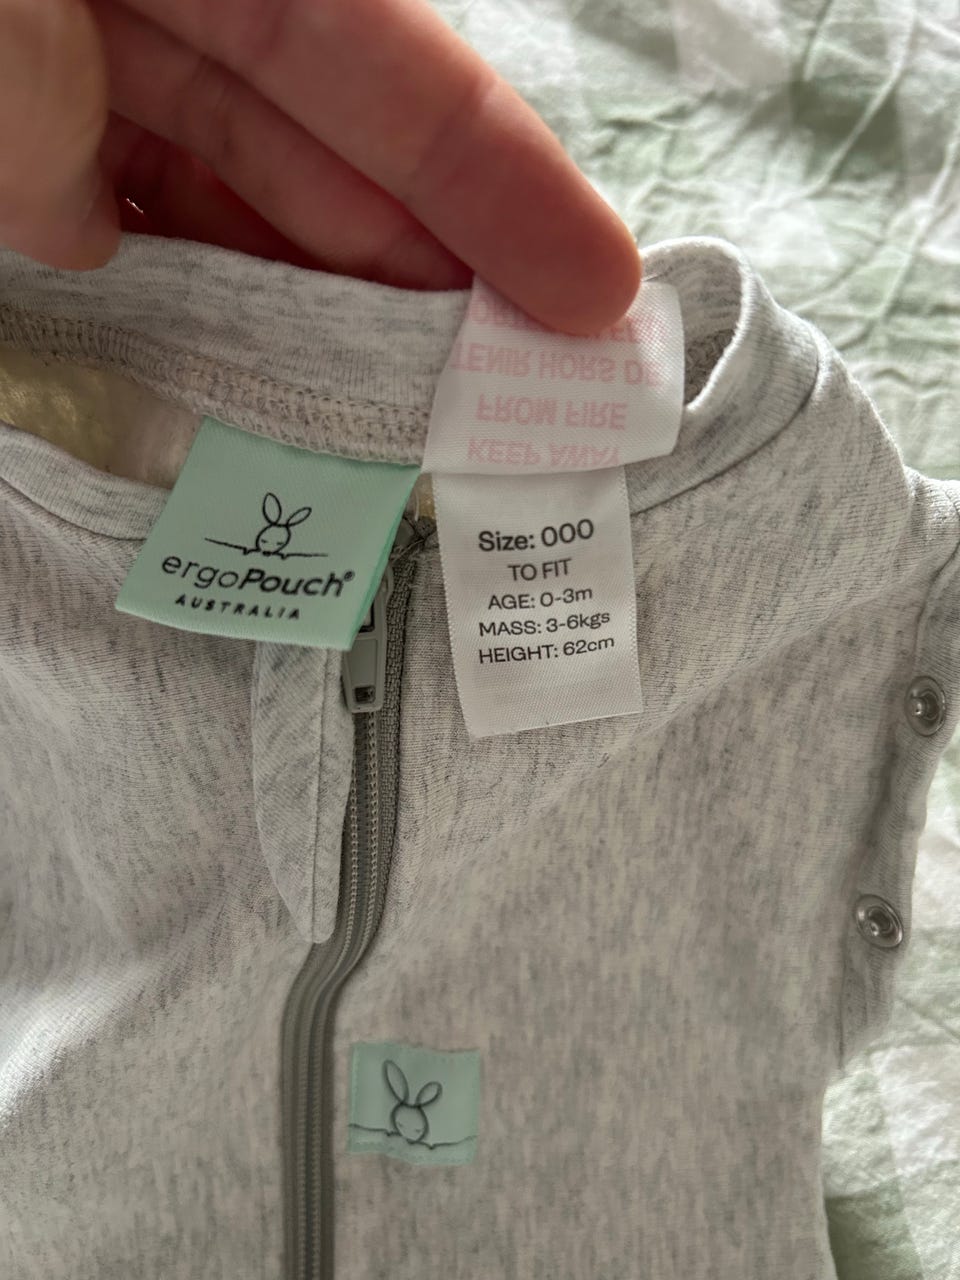 ergoPouch®
AUSTRALIA
TENIR HORS DE
FROM FIRE
KEEP AWAY
Size: 000
TO FIT
AGE: 0-3m
MASS: 3-6kgs
HEIGHT: 62cm